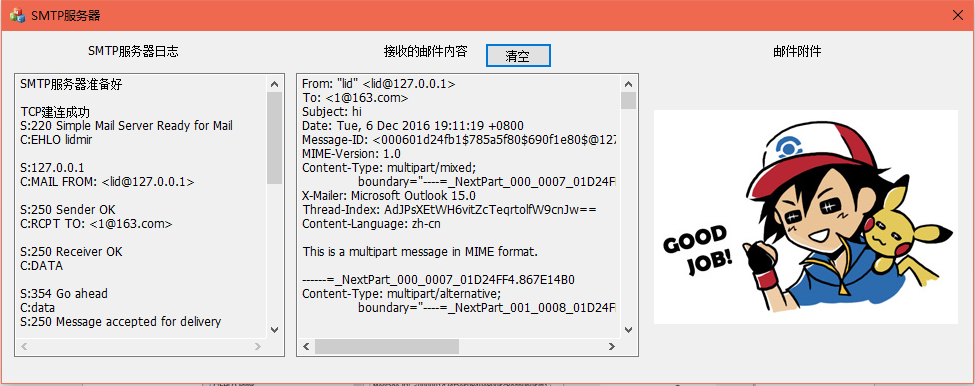 SMTP服务器
SMTP服务器日志
SMTP服务器准备好
TCP建连成功
S:220 Simple Mail Server Ready for Mail
C:EHLO lidmir
S:127.0.0.1
C:MAIL FROM: <lid@127.0.0.1>
S:250 Sender OK
C:RCPT TO: <1@163.com>
S:250 Receiver OK
C:DATA
S:354 Go ahead
C:data
S:250 Message accepted for delivery
接收的邮件内容
清空
From: "lid" <lid@127.0.0.1>
To: <1@163.com>
Subject: hi
Date: Tue, 6 Dec 2016 19:11:19 +0800
Message-ID: <000601d24fb1$785a5f80$690f1e80$@127
MIME-Version: 1.0
Content-Type: multipart/mixed;
boundary="----=_NextPart_000_0007_01D24F
X-Mailer: Microsoft Outlook 15.0
Thread-Index: AdJPsXEtWH6vitZcTeqrtolfW9cnJw==
Content-Language: zh-cn
This is a multipart message in MIME format.
------=_NextPart_000_0007_01D24FF4.867E14B0
Content-Type: multipart/alternative;
boundary="----=_NextPart_001_0008_01D24F
邮件附件
GOOD
JOB!